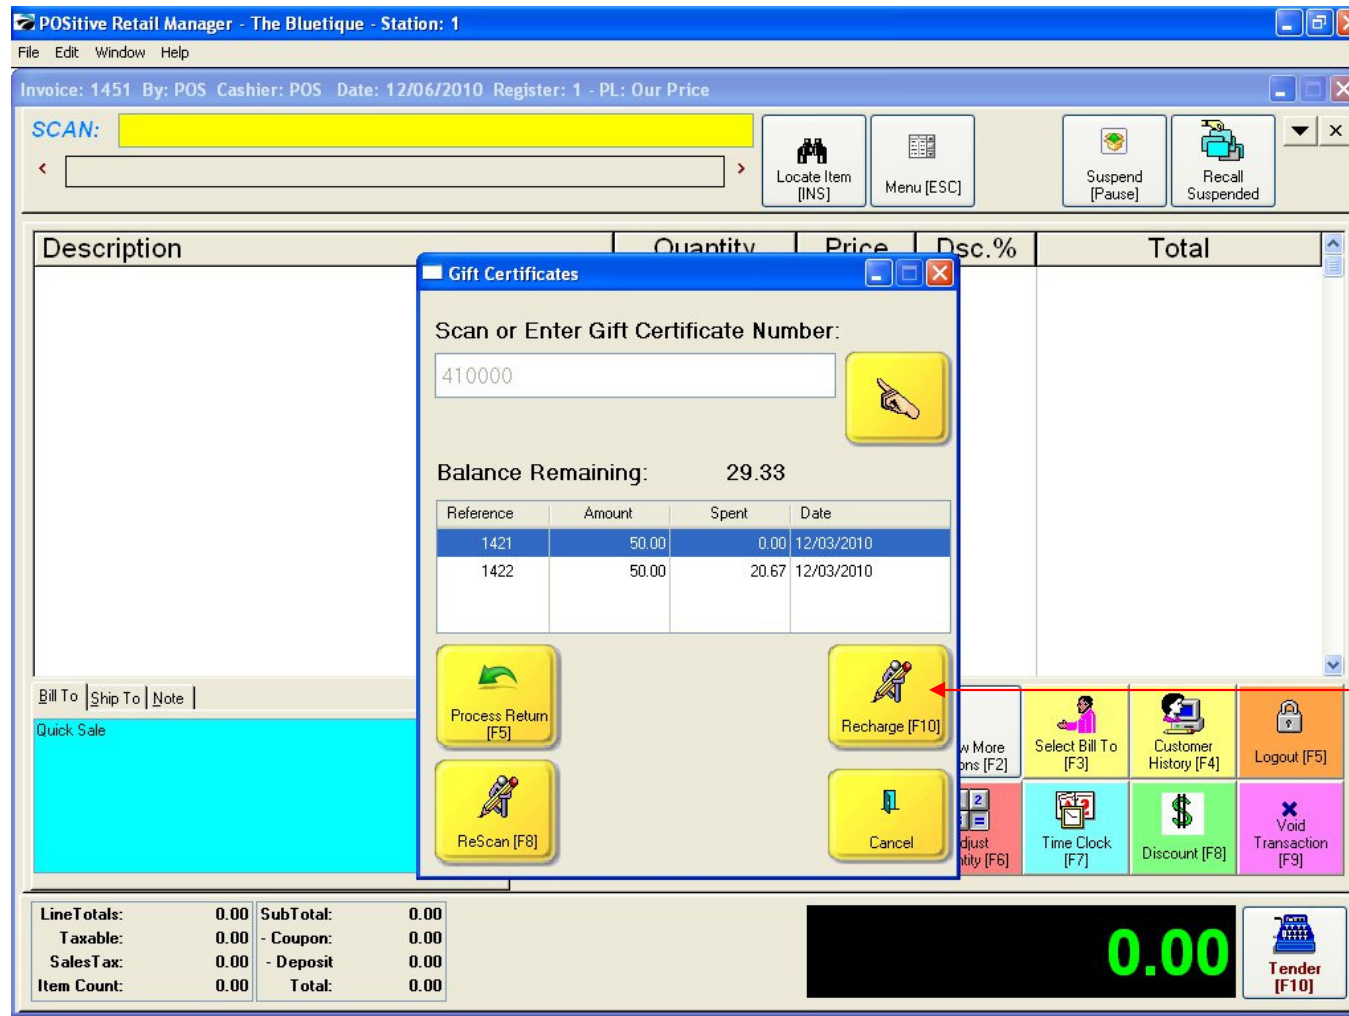 POSitive Retail Manager - The Bluetique - Station: 1
File Edit Window Help
Invoice: 1451 By: POS Cashier: POS Date: 12/06/2010 Register: 1 - PL: Our Price
SCAN:
< >
Locate Item
[INS]
Menu [ESC]
Suspend
[Pause]
Recall
Suspended
Description Quantity Price Dsc.% Total
Gift Certificates
Scan or Enter Gift Certificate Number:
410000
Balance Remaining: 29.33
Reference Amount Spent Date
1421 50.00 0.00 12/03/2010
1422 50.00 20.67 12/03/2010
Process Return
[F5]
Recharge [F10]
ReScan [F8]
Cancel
Bill To Ship To Note
Quick Sale
w More
ons [F2]
Select Bill To
[F3]
Customer
History [F4]
Logout [F5]
djust
ntity [F6]
Time Clock
[F7]
Discount [F8]
Void
Transaction
[F9]
LineTotals: 0.00 SubTotal: 0.00
Taxable: 0.00 - Coupon: 0.00
SalesTax: 0.00 - Deposit 0.00
Item Count: 0.00 Total: 0.00
0.00
Tender
[F10]